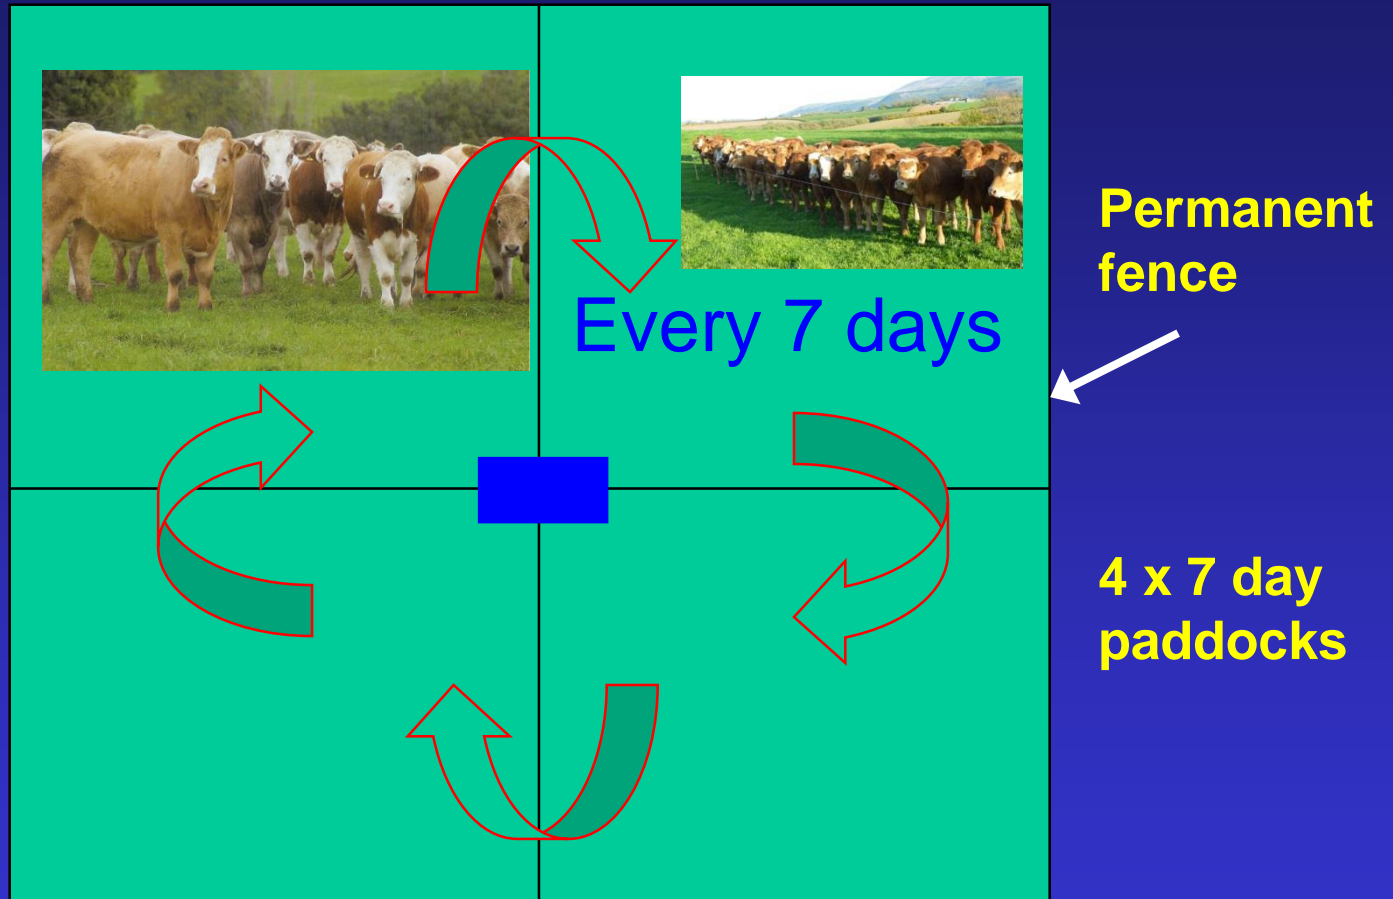 Every 7 days
Permanent
fence
4 x 7 day
paddocks